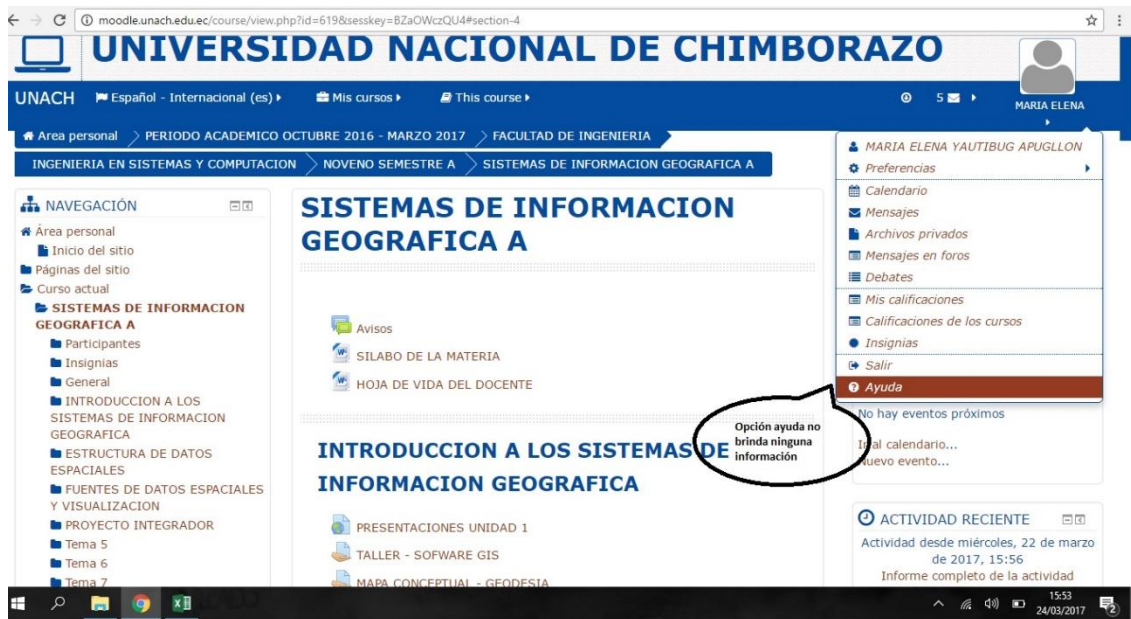 moodle.unach.edu.ec/course/view.php?id=619&sesskey=BZaOWczQU4#section-4
UNIVERSIDAD NACIONAL DE CHIMBORAZO
UNACH Español - Internacional (es) Mis cursos This course 5 MARIA ELENA
Area personal PERIODO ACADEMICO OCTUBRE 2016 - MARZO 2017 FACULTAD DE INGENIERIA
INGENIERIA EN SISTEMAS Y COMPUTACION NOVENO SEMESTRE A SISTEMAS DE INFORMACION GEOGRAFICA A
MARIA ELENA YAUTIBUG APUGLLON
Preferencias
Calendario
Mensajes
Archivos privados
Mensajes en foros
Debates
Mis calificaciones
Calificaciones de los cursos
Insignias
Salir
Ayuda
NAVEGACIÓN
Área personal
Inicio del sitio
Páginas del sitio
Curso actual
SISTEMAS DE INFORMACION
GEOGRAFICA A
Participantes
Insignias
General
INTRODUCCION A LOS
SISTEMAS DE INFORMACION
GEOGRAFICA
ESTRUCTURA DE DATOS
ESPACIALES
FUENTES DE DATOS ESPACIALES
Y VISUALIZACION
PROYECTO INTEGRADOR
Tema 5
Tema 6
Tema 7
SISTEMAS DE INFORMACION
GEOGRAFICA A
Avisos
SILABO DE LA MATERIA
HOJA DE VIDA DEL DOCENTE
INTRODUCCION A LOS SISTEMAS DE
INFORMACION GEOGRAFICA
PRESENTACIONES UNIDAD 1
TALLER - SOFWARE GIS
MAPA CONCEPTUAL - GEODESIA
Opción ayuda no
brinda ninguna
información
No hay eventos próximos
al calendario...
Nuevo evento...
ACTIVIDAD RECIENTE
Actividad desde miércoles, 22 de marzo
de 2017, 15:56
Informe completo de la actividad
15:53
24/03/2017
2